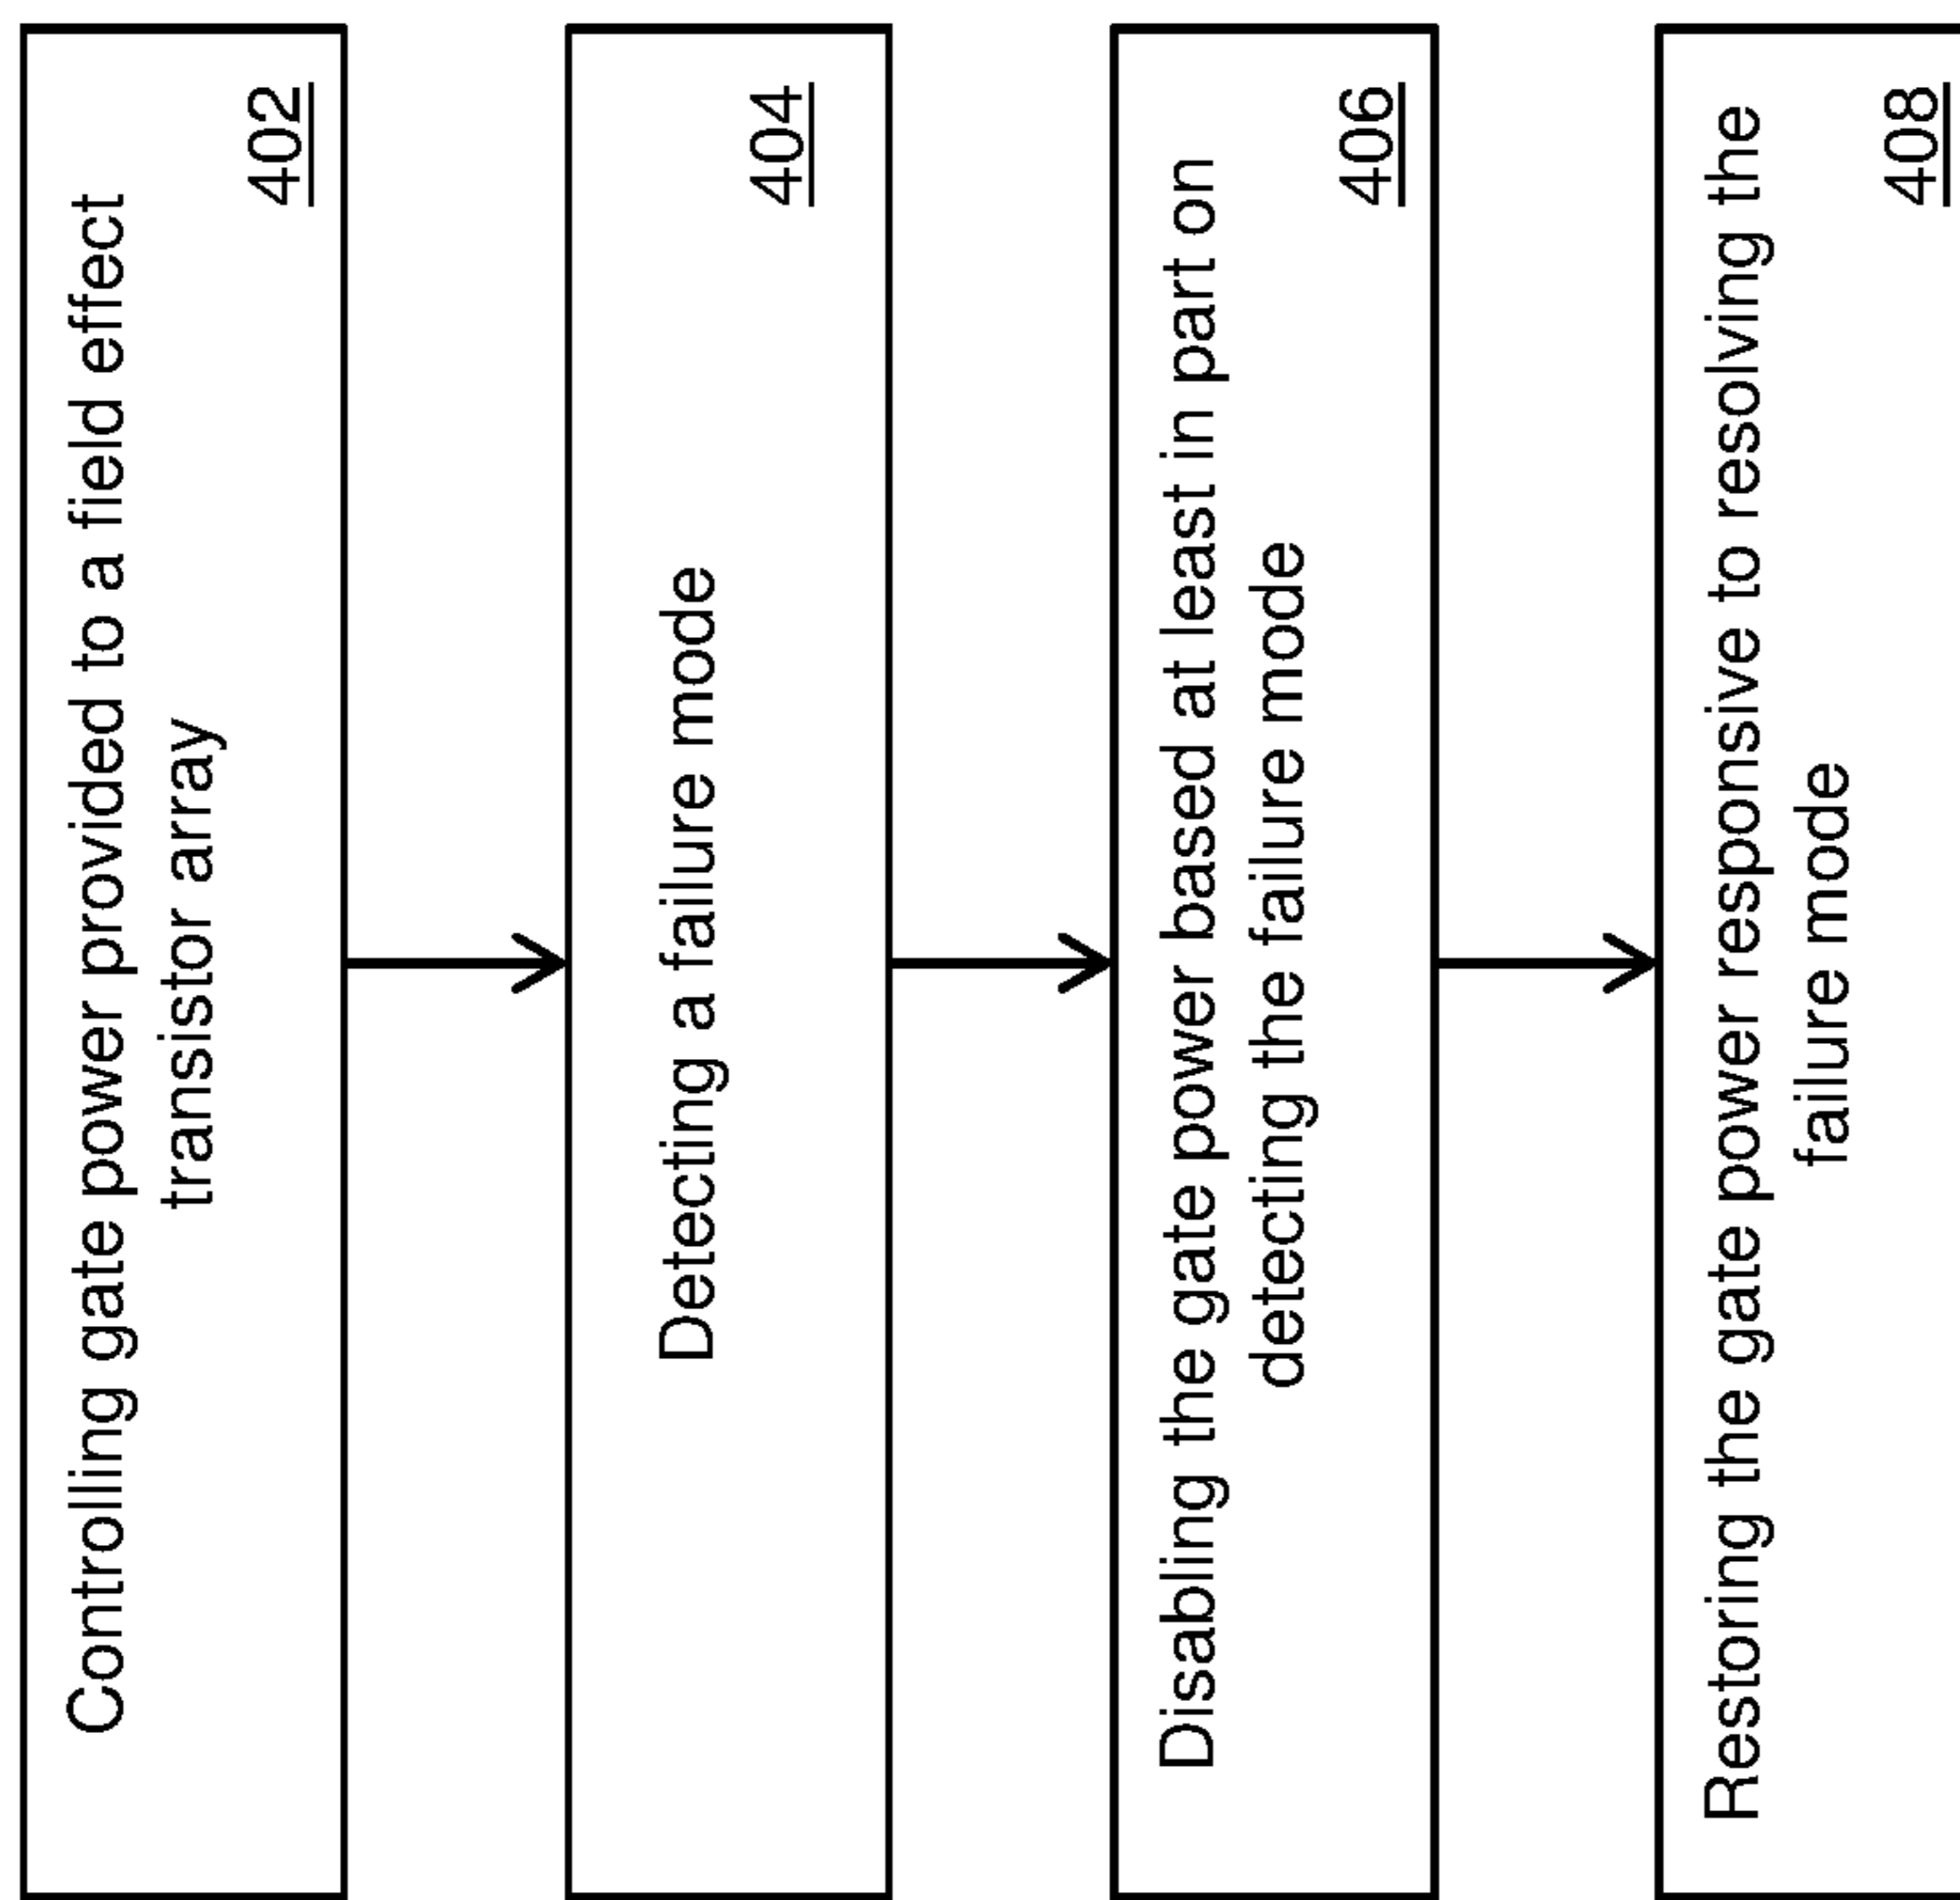 Controlling gate power provided to a field effect
transistor array
402
Detecting a failure mode
404
Disabling the gate power based at least in part on
detecting the failure mode
406
Restoring the gate power responsive to resolving the
failure mode
408